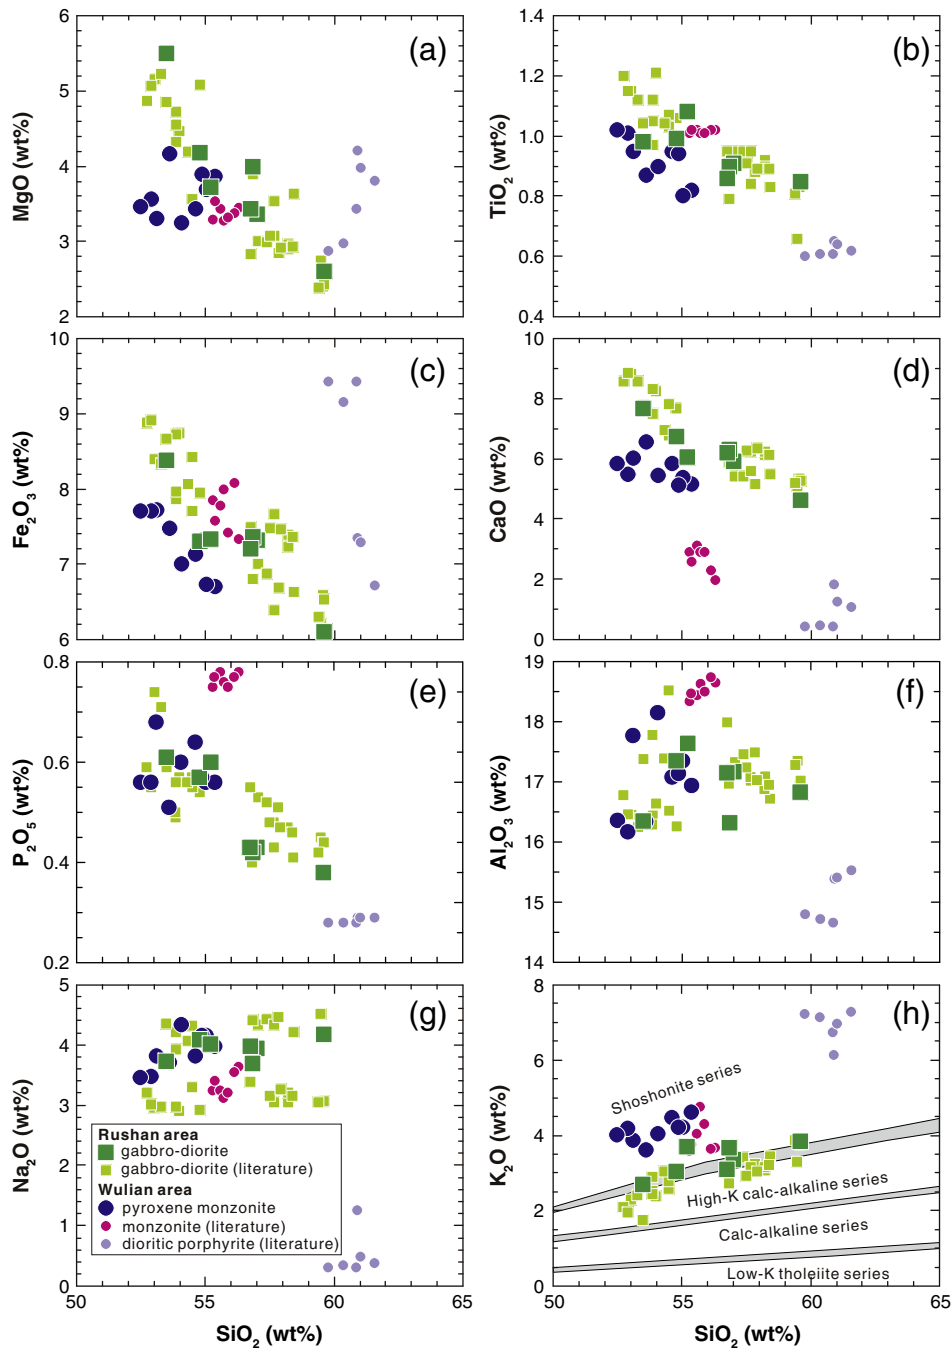 6
5
4
3
2
MgO (wt%)
(a)
1.4
1.2
1.0
0.8
0.6
0.4
TiO2 (wt%)
(b)
10
9
8
7
6
Fe2O3 (wt%)
(c)
10
8
6
4
2
0
CaO (wt%)
(d)
0.8
0.6
0.4
0.2
P2O5 (wt%)
(e)
19
18
17
16
15
14
Al2O3 (wt%)
(f)
5
4
3
2
1
0
Na2O (wt%)
(g)
Rushan area
gabbro-diorite
gabbro-diorite (literature)
Wulian area
pyroxene monzonite
monzonite (literature)
dioritic porphyrite (literature)
50 55 60 65
SiO2 (wt%)
8
6
4
2
0
K2O (wt%)
(h)
Shoshonite series
High-K calc-alkaline series
Calc-alkaline series
Low-K tholeiite series
50 55 60 65
SiO2 (wt%)